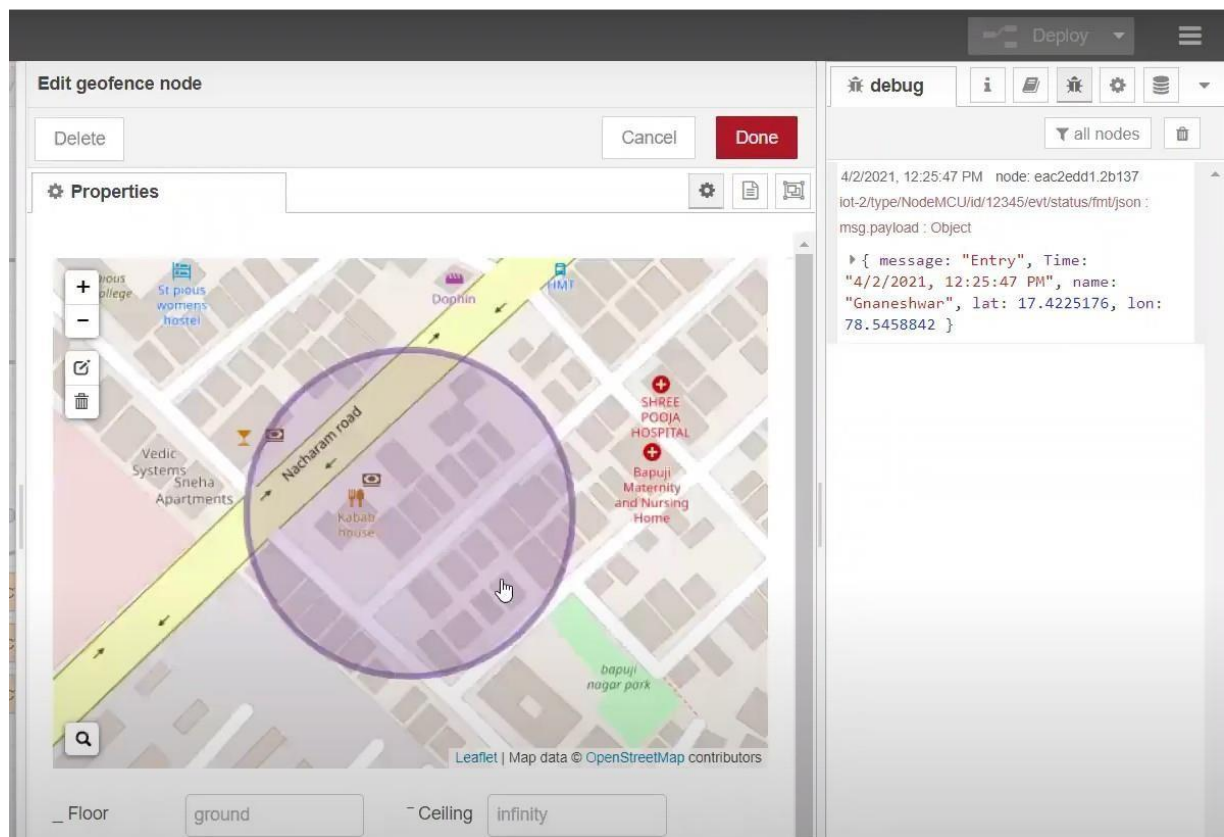 Deploy
Edit geofence node
Delete
Cancel
Done
Properties
St pious
womens
hostel
Dophin
HMT
Nacharam road
Vedic
Systems
Sneha
Apartments
Kabab
house
SHREE
POOJA
HOSPITAL
Bapuji
Maternity
and Nursing
Home
bapuji
nagar park
+
−
Leaflet | Map data © OpenStreetMap contributors
_ Floor
ground
‾ Ceiling
infinity
debug
i
all nodes
4/2/2021, 12:25:47 PM node: eac2edd1.2b137
iot-2/type/NodeMCU/id/12345/evt/status/fmt/json :
msg.payload : Object
{ message: "Entry", Time:
"4/2/2021, 12:25:47 PM", name:
"Gnaneshwar", lat: 17.4225176, lon:
78.5458842 }